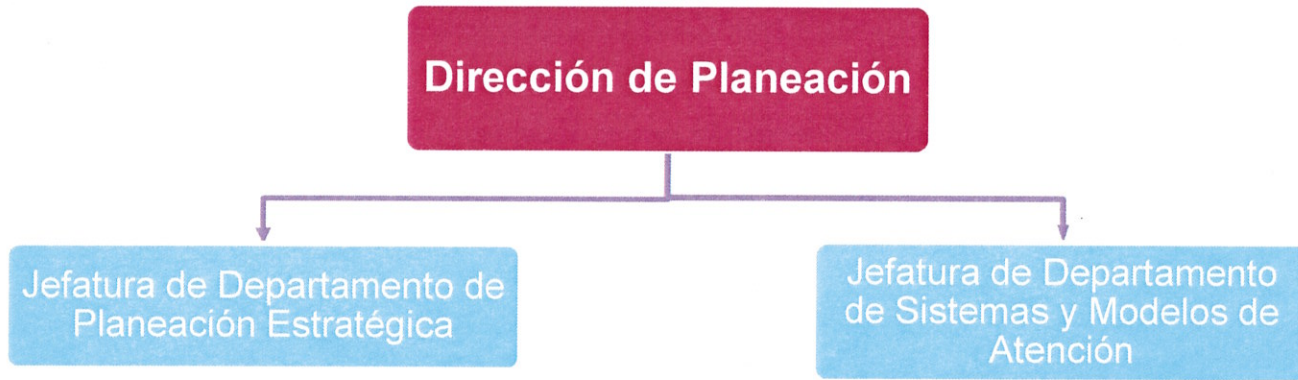 Dirección de Planeación
Jefatura de Departamento de
Planeación Estratégica
Jefatura de Departamento
de Sistemas y Modelos de
Atención